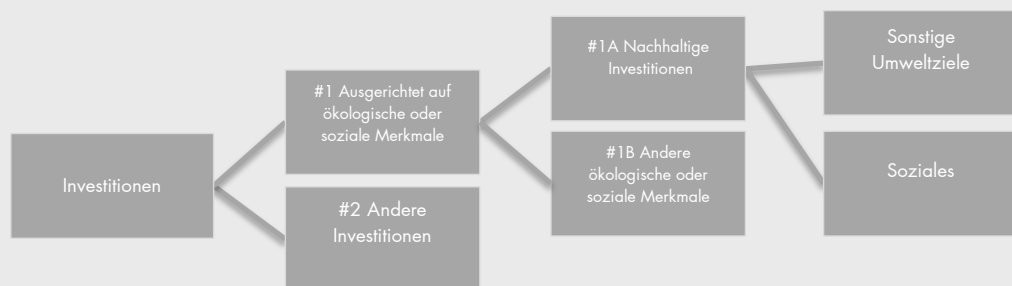 Investitionen
#1 Ausgerichtet auf
ökologische oder
soziale Merkmale
#2 Andere
Investitionen
#1A Nachhaltige
Investitionen
#1B Andere
ökologische oder
soziale Merkmale
Sonstige
Umweltziele
Soziales